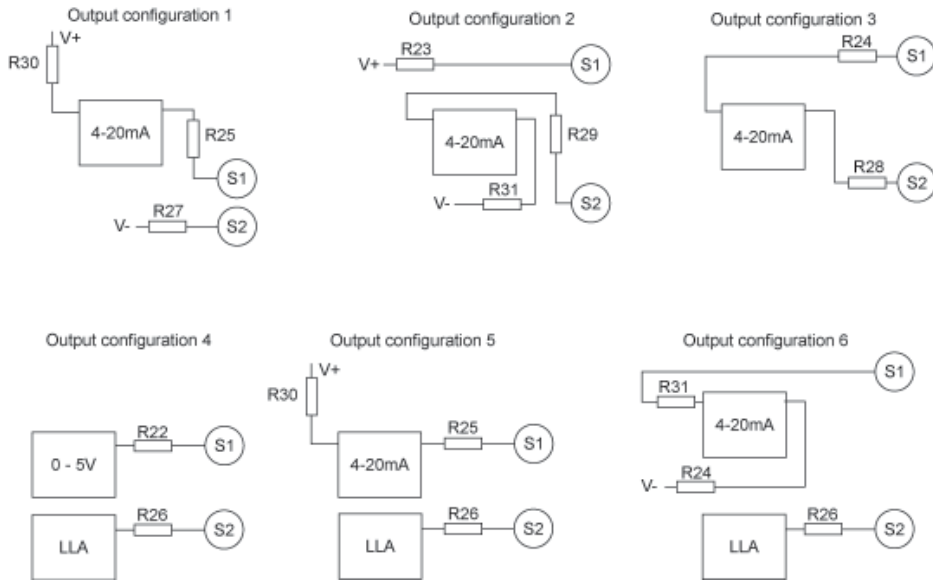 Output configuration 1
V+
R30
4-20mA
R25
S1
V-
R27
S2
Output configuration 2
V+
R23
S1
4-20mA
R29
V-
R31
S2
Output configuration 3
R24
S1
4-20mA
R28
S2
Output configuration 4
0 - 5V
R22
S1
LLA
R26
S2
Output configuration 5
V+
R30
4-20mA
R25
S1
LLA
R26
S2
Output configuration 6
S1
R31
4-20mA
V-
R24
LLA
R26
S2